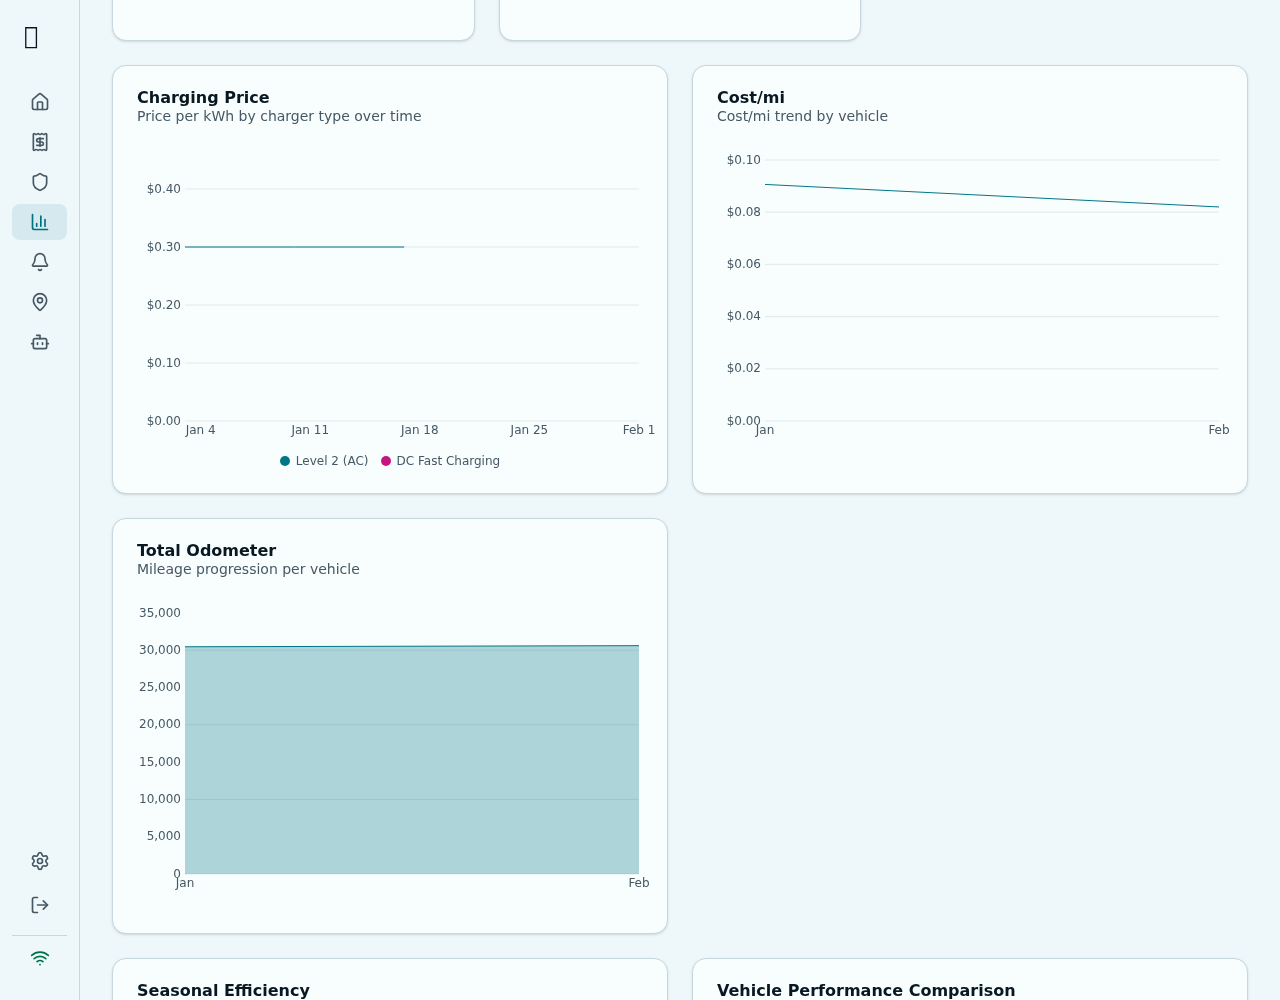 Charging Price
Price per kWh by charger type over time
$0.40
$0.30
$0.20
$0.10
$0.00
Jan 4 Jan 11 Jan 18 Jan 25 Feb 1
Level 2 (AC) DC Fast Charging
Cost/mi
Cost/mi trend by vehicle
$0.10
$0.08
$0.06
$0.04
$0.02
$0.00
Jan Feb
Total Odometer
Mileage progression per vehicle
35,000
30,000
25,000
20,000
15,000
10,000
5,000
0
Jan Feb
Seasonal Efficiency
Vehicle Performance Comparison